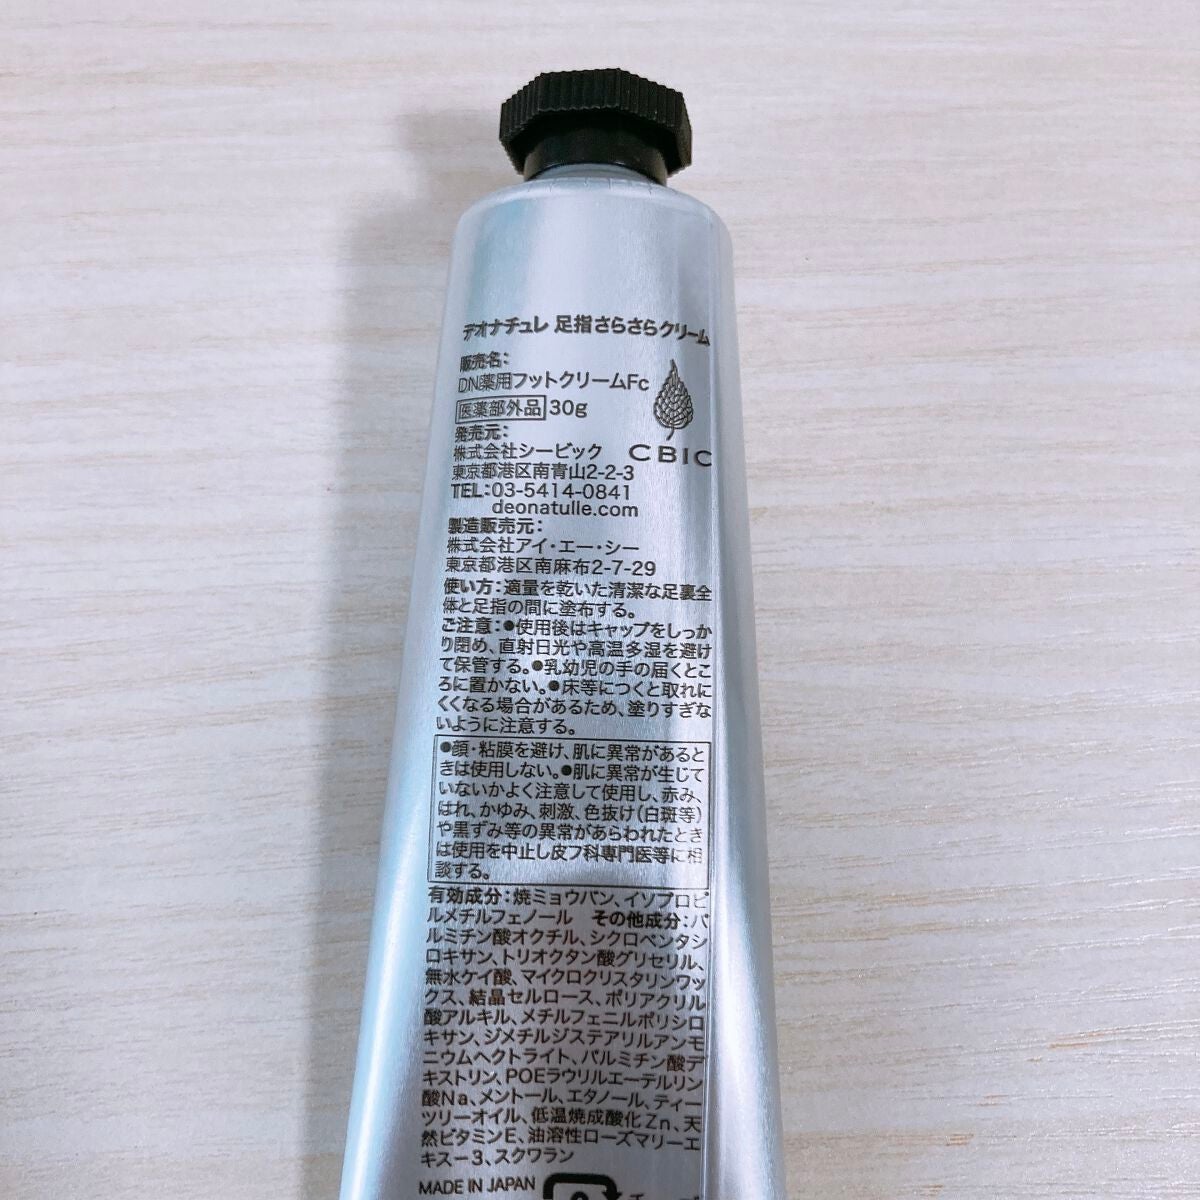 デオナチュレ 足指さらさらクリーム
販売名:
DN薬用フットクリームFc
医薬部外品 30g
発売元:
株式会社シービック CBIC
東京都港区南青山2-2-3
TEL:03-5414-0841
deonatulle.com
製造販売元:
株式会社アイ・エー・シー
東京都港区南麻布2-7-29
使い方:適量を乾いた清潔な足裏全
体と足指の間に塗布する。
ご注意:●使用後はキャップをしっか
り閉め、直射日光や高温多湿を避け
て保管する。●乳幼児の手の届くとこ
ろに置かない。●床等につくと取れに
くくなる場合があるため、塗りすぎな
いように注意する。
●顔・粘膜を避け、肌に異常があると
きは使用しない。●肌に異常が生じて
いないかよく注意して使用し、赤み、
はれ、かゆみ、刺激、色抜け(白斑等)
や黒ずみ等の異常があらわれたとき
は使用を中止し皮フ科専門医等に相
談する。
有効成分:焼ミョウバン、イソプロピ
ルメチルフェノール その他成分:パ
ルミチン酸オクチル、シクロペンタシ
ロキサン、トリオクタン酸グリセリル、
無水ケイ酸、マイクロクリスタリンワッ
クス、結晶セルロース、ポリアクリル
酸アルキル、メチルフェニルポリシロ
キサン、ジメチルジステアリルアンモ
ニウムヘクトライト、パルミチン酸デ
キストリン、POEラウリルエーテルリン
酸Na、メントール、エタノール、ティー
ツリーオイル、低温焼成酸化Zn、天
然ビタミンE、油溶性ローズマリーエ
キス－3、スクワラン
MADE IN JAPAN